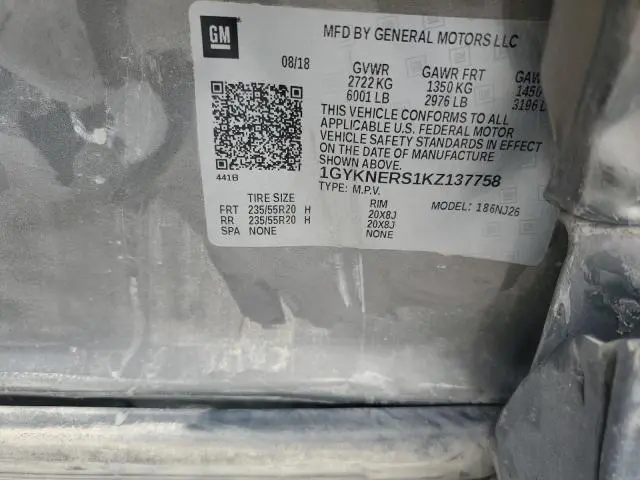 GM
MFD BY GENERAL MOTORS LLC
08/18
GVWR GAWR FRT GAW
2722 KG 1350 KG 1450
6001 LB 2976 LB 3196 L
THIS VEHICLE CONFORMS TO ALL
APPLICABLE U.S. FEDERAL MOTOR
VEHICLE SAFETY STANDARDS IN EFFECT
ON THE DATE OF MANUFACTURE
SHOWN ABOVE.
441B
1GYKNERS1KZ137758
TYPE: M.P.V.
MODEL: 186NJ26
TIRE SIZE RIM
FRT 235/55R20 H 20X8J
RR 235/55R20 H 20X8J
SPA NONE NONE